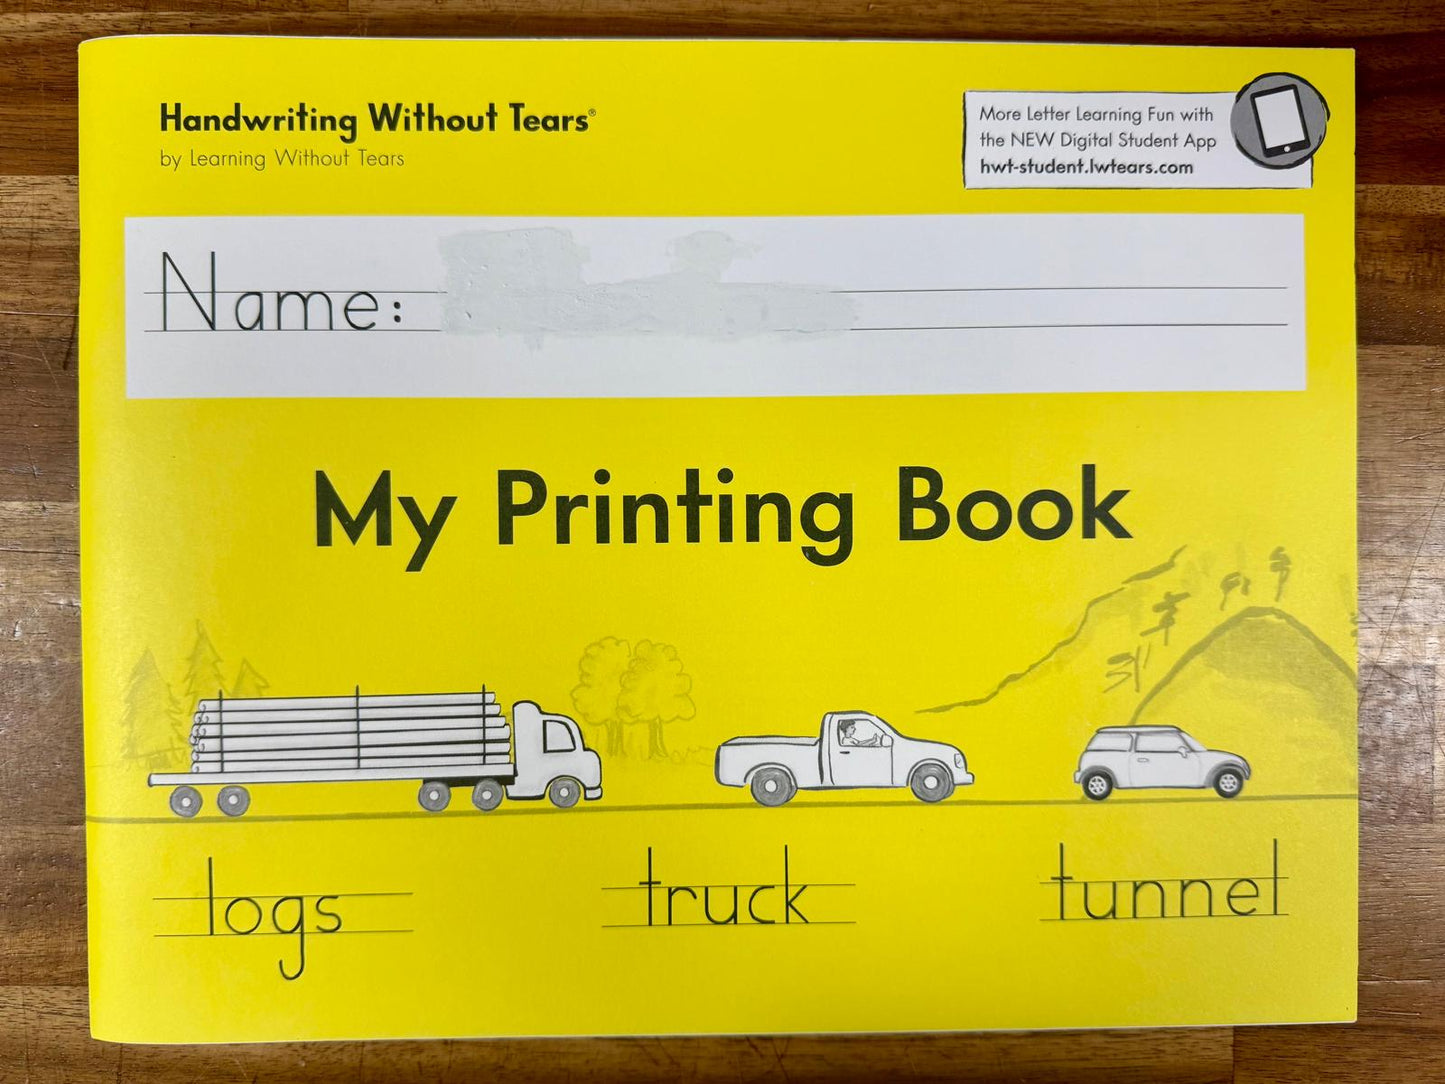 Handwriting Without Tears®
by Learning Without Tears
More Letter Learning Fun with
the NEW Digital Student App
hwt-student.lwtears.com
Name:
My Printing Book
logs
truck
tunnel